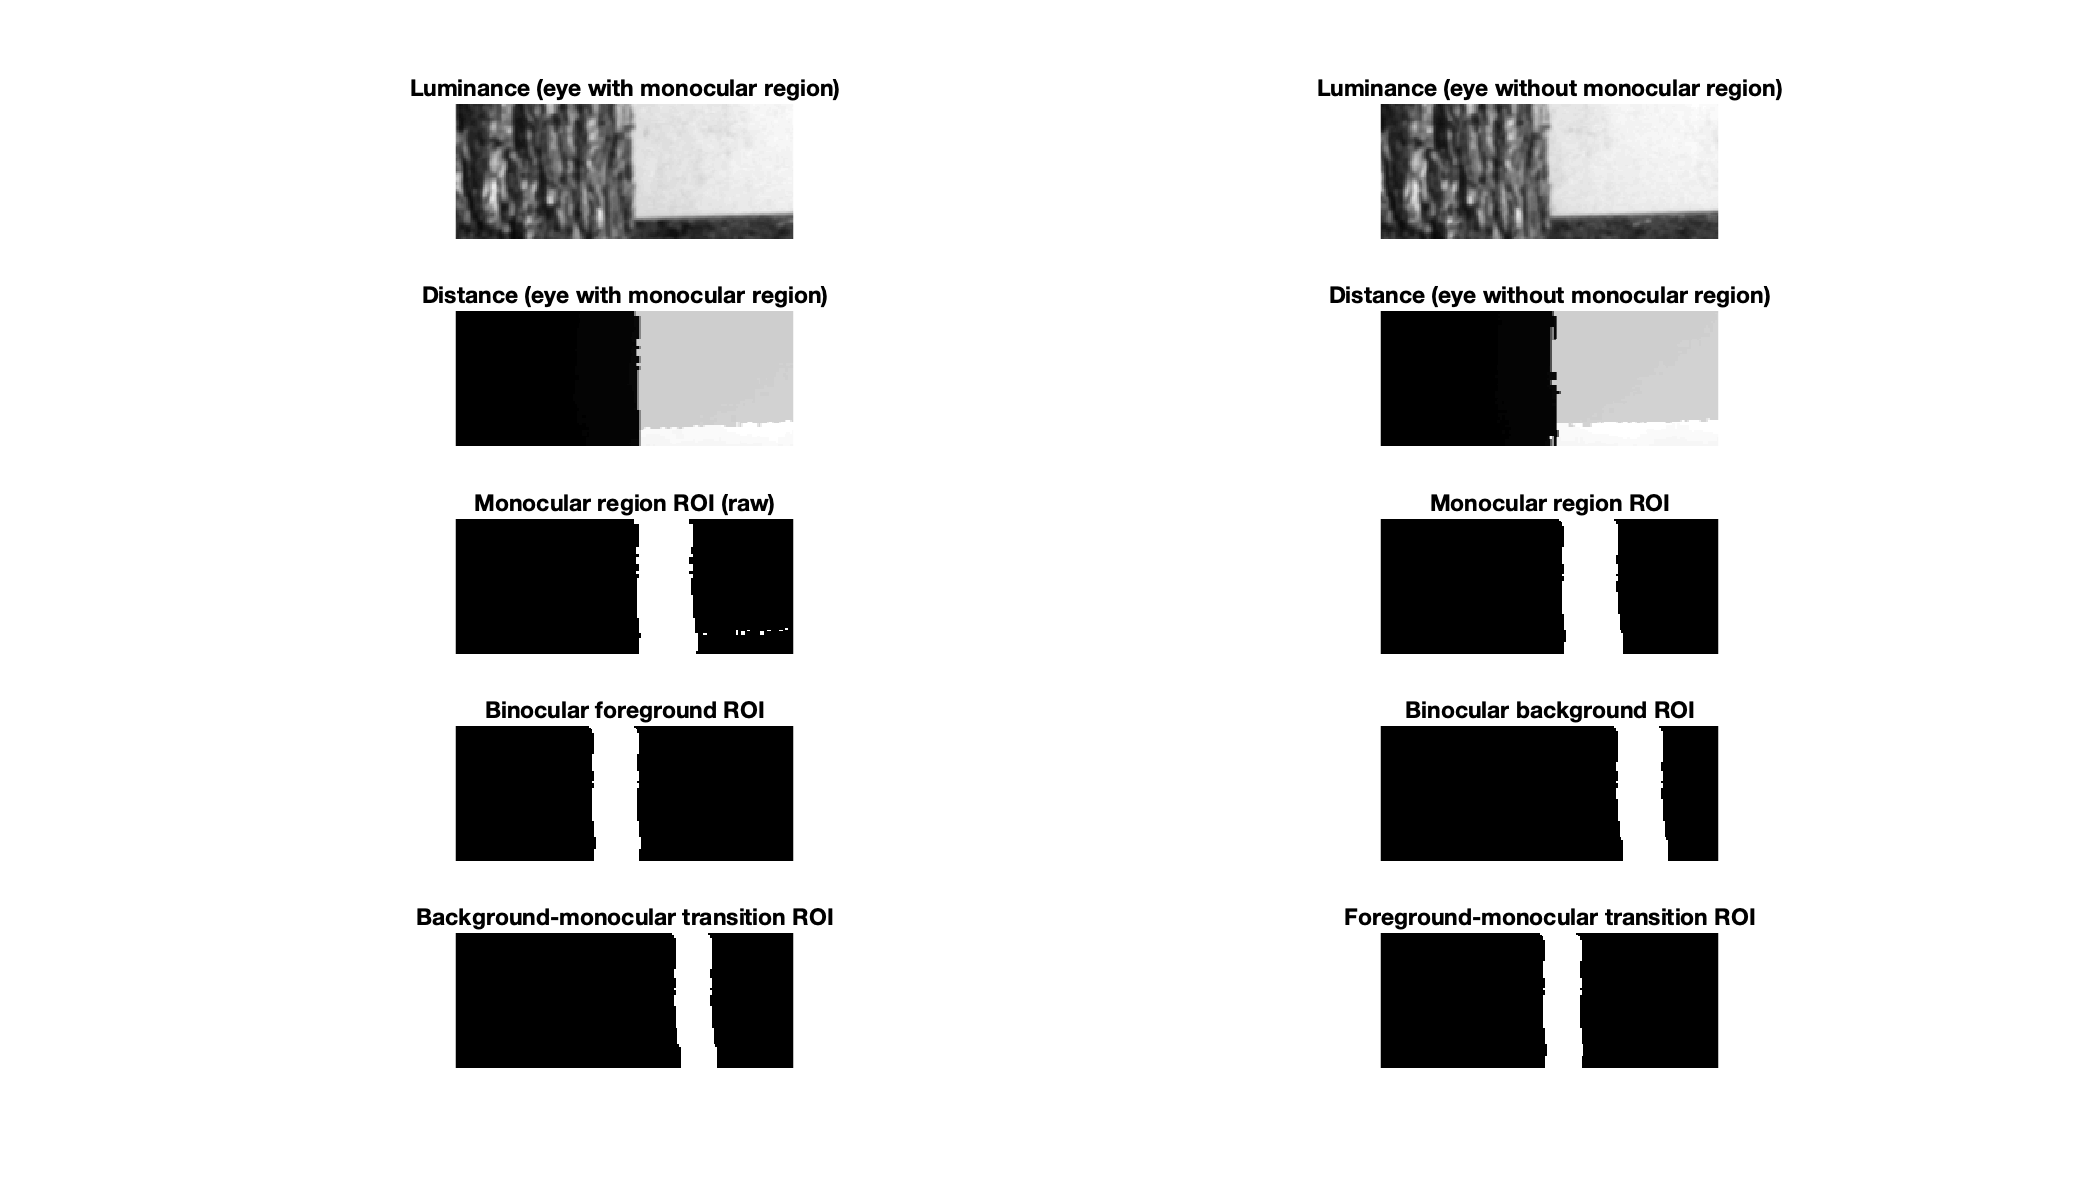 Luminance (eye with monocular region)
Luminance (eye without monocular region)
Distance (eye with monocular region)
Distance (eye without monocular region)
Monocular region ROI (raw)
Monocular region ROI
Binocular foreground ROI
Binocular background ROI
Background-monocular transition ROI
Foreground-monocular transition ROI